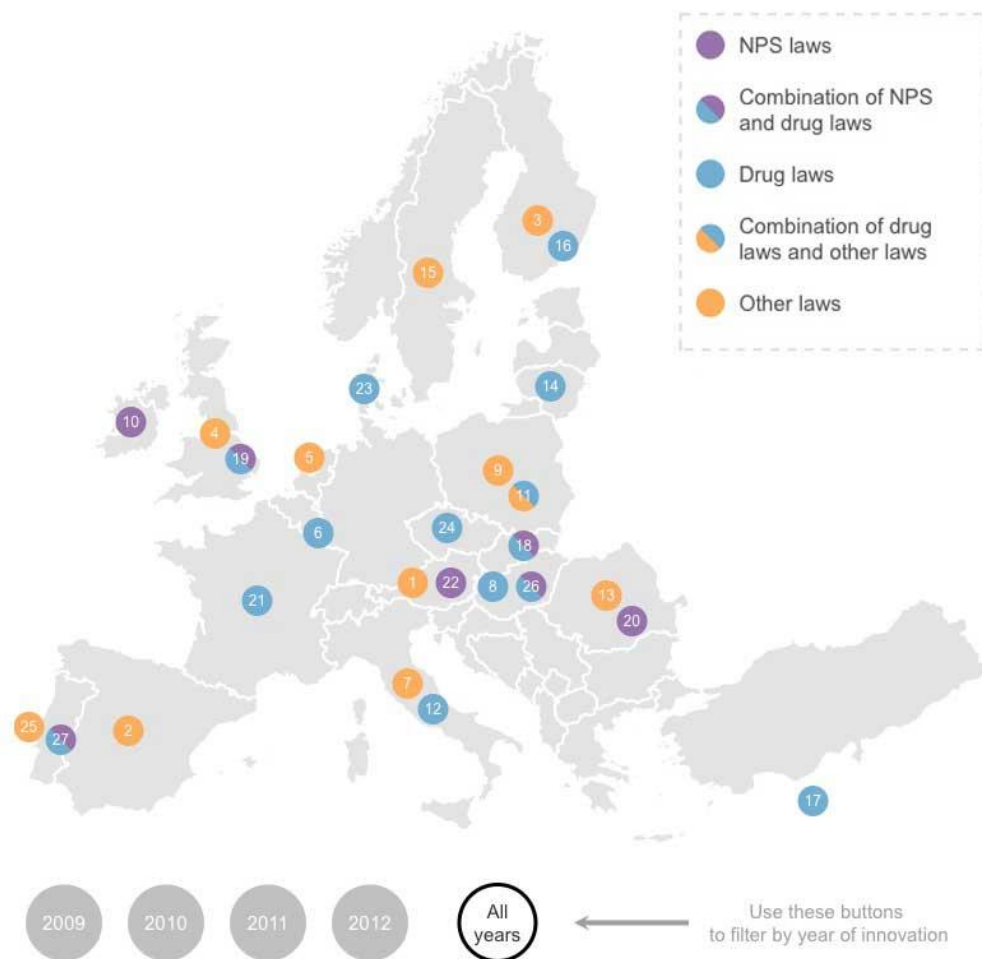 NPS laws
Combination of NPS
and drug laws
Drug laws
Combination of drug
laws and other laws
Other laws
3
16
15
23
14
10
4
19
5
9
11
6
24
18
1
22
8
26
13
21
20
7
12
25
27
2
17
2009
2010
2011
2012
All
years
Use these buttons
to filter by year of innovation